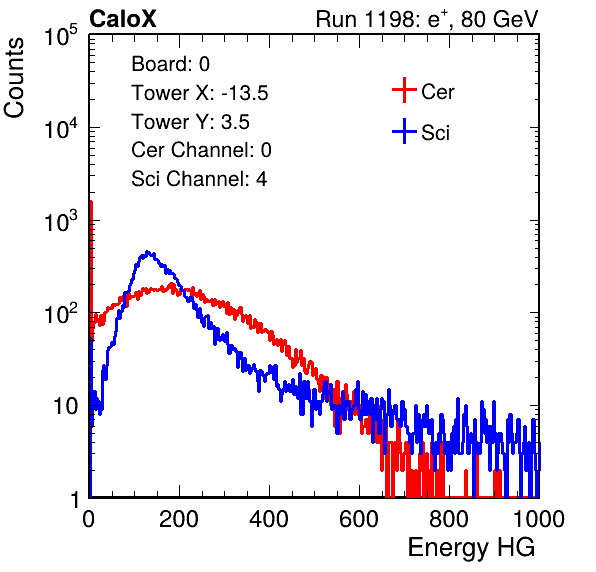 CaloX Run 1198: e⁺, 80 GeV
Counts
Board: 0
Tower X: -13.5
Tower Y: 3.5
Cer Channel: 0
Sci Channel: 4
Cer
Sci
10⁵
10⁴
10³
10²
10
1
0 200 400 600 800 1000
Energy HG